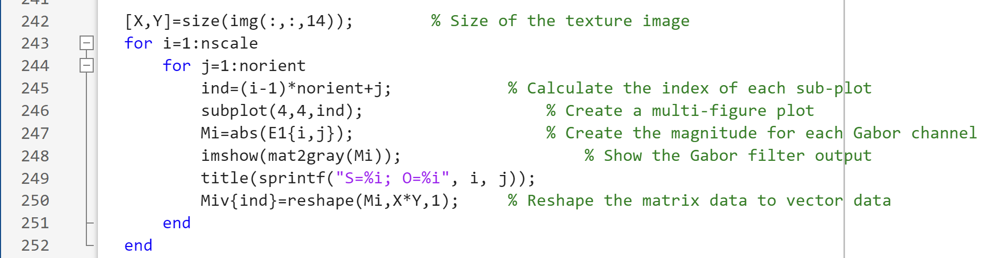 241
242 [X,Y]=size(img(:,:,14)); % Size of the texture image
243 for i=1:nscale
244 for j=1:norient
245 ind=(i-1)*norient+j; % Calculate the index of each sub-plot
246 subplot(4,4,ind); % Create a multi-figure plot
247 Mi=abs(E1{i,j}); % Create the magnitude for each Gabor channel
248 imshow(mat2gray(Mi)); % Show the Gabor filter output
249 title(sprintf("S=%i; O=%i", i, j));
250 Miv{ind}=reshape(Mi,X*Y,1); % Reshape the matrix data to vector data
251 end
252 end